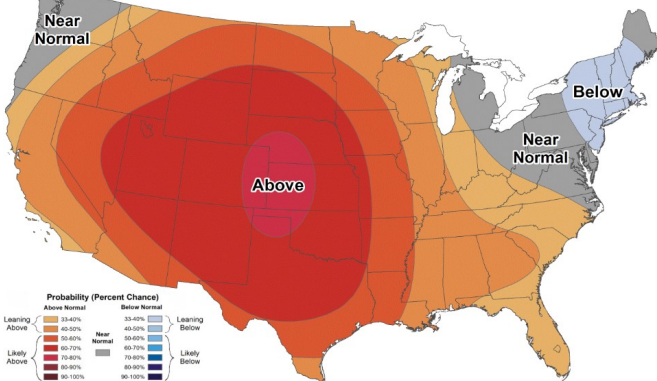 Near
Normal
Below
Near
Normal
Above
Probability (Percent Chance)
Above Normal Below Normal
Leaning
Above
33-40%
40-50%
Likely
Above
50-60%
60-70%
70-80%
80-90%
90-100%
Near
Normal
33-40%
40-50%
Leaning
Below
50-60%
60-70%
70-80%
80-90%
90-100%
Likely
Below